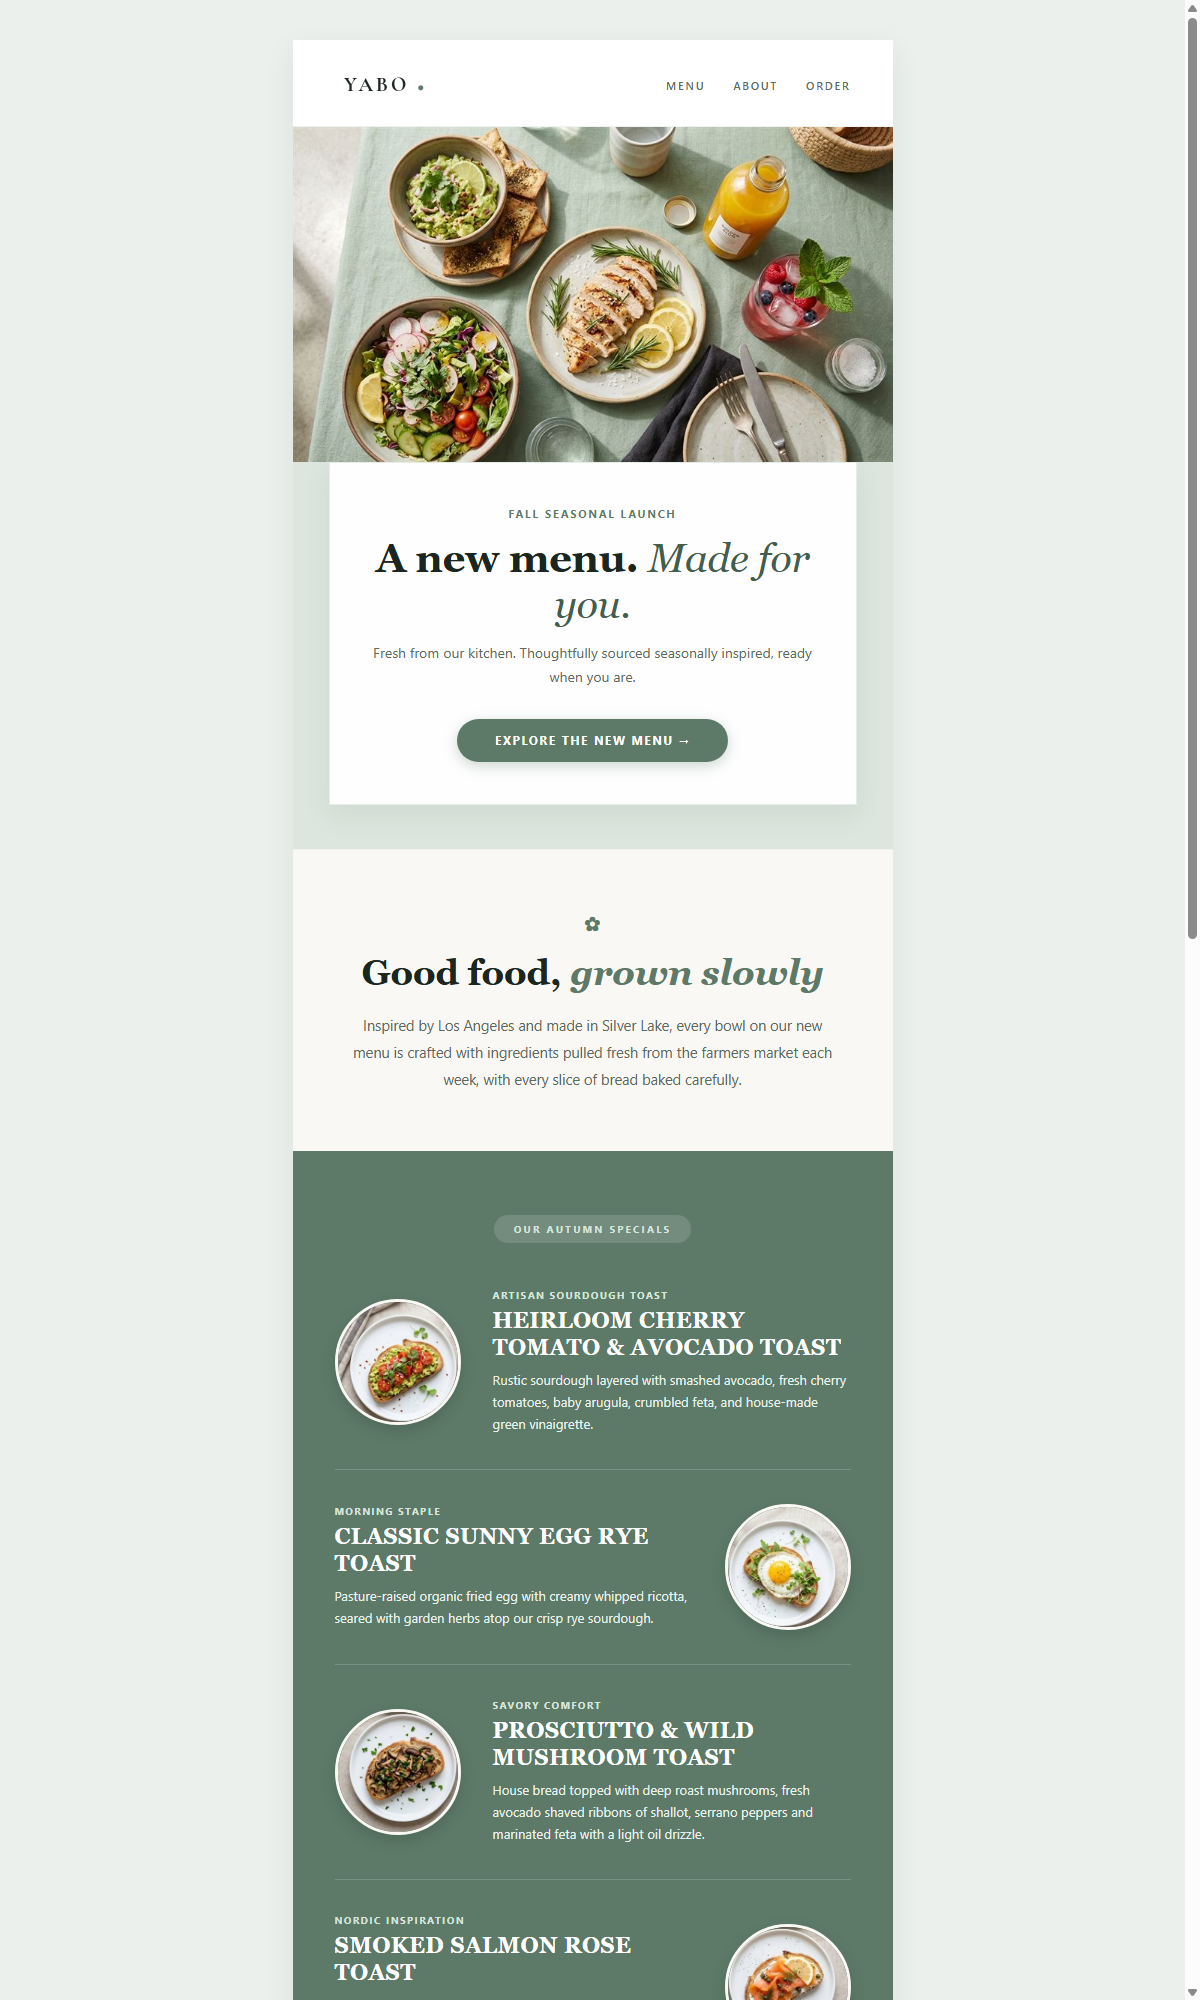 YABO
MENU ABOUT ORDER
FALL SEASONAL LAUNCH
A new menu. Made for
you.
Fresh from our kitchen. Thoughtfully sourced seasonally inspired, ready
when you are.
EXPLORE THE NEW MENU →
Good food, grown slowly
Inspired by Los Angeles and made in Silver Lake, every bowl on our new
menu is crafted with ingredients pulled fresh from the farmers market each
week, with every slice of bread baked carefully.
OUR AUTUMN SPECIALS
ARTISAN SOURDOUGH TOAST
HEIRLOOM CHERRY
TOMATO & AVOCADO TOAST
Rustic sourdough layered with smashed avocado, fresh cherry
tomatoes, baby arugula, crumbled feta, and house-made
green vinaigrette.
MORNING STAPLE
CLASSIC SUNNY EGG RYE
TOAST
Pasture-raised organic fried egg with creamy whipped ricotta,
seared with garden herbs atop our crisp rye sourdough.
SAVORY COMFORT
PROSCIUTTO & WILD
MUSHROOM TOAST
House bread topped with deep roast mushrooms, fresh
avocado shaved ribbons of shallot, serrano peppers and
marinated feta with a light oil drizzle.
NORDIC INSPIRATION
SMOKED SALMON ROSE
TOAST